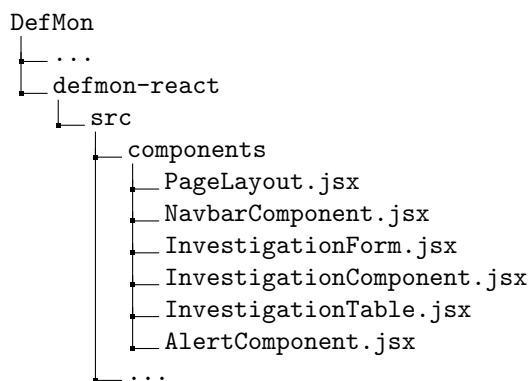 DefMon
...
defmon-react
src
components
PageLayout.jsx
NavbarComponent.jsx
InvestigationForm.jsx
InvestigationComponent.jsx
InvestigationTable.jsx
AlertComponent.jsx
...